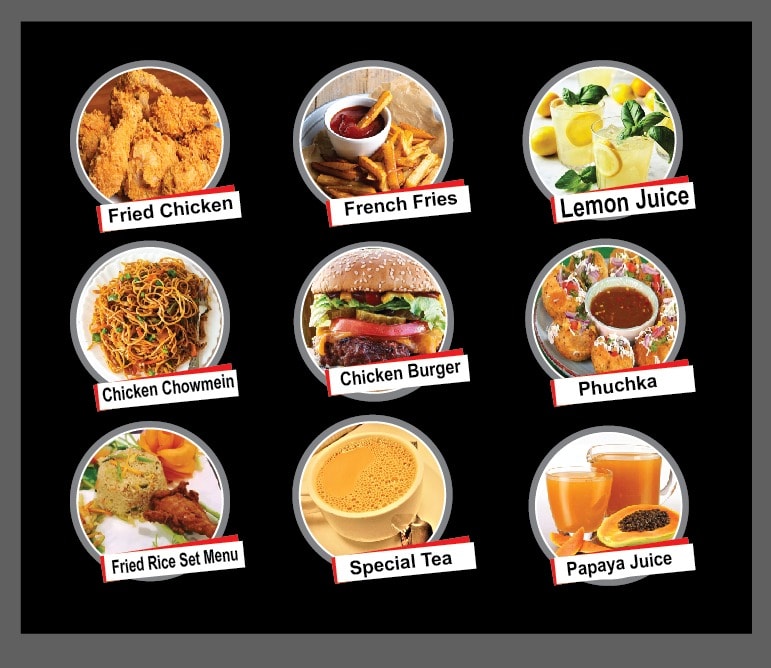 Fried Chicken
French Fries
Lemon Juice
Chicken Chowmein
Chicken Burger
Phuchka
Fried Rice Set Menu
Special Tea
Papaya Juice